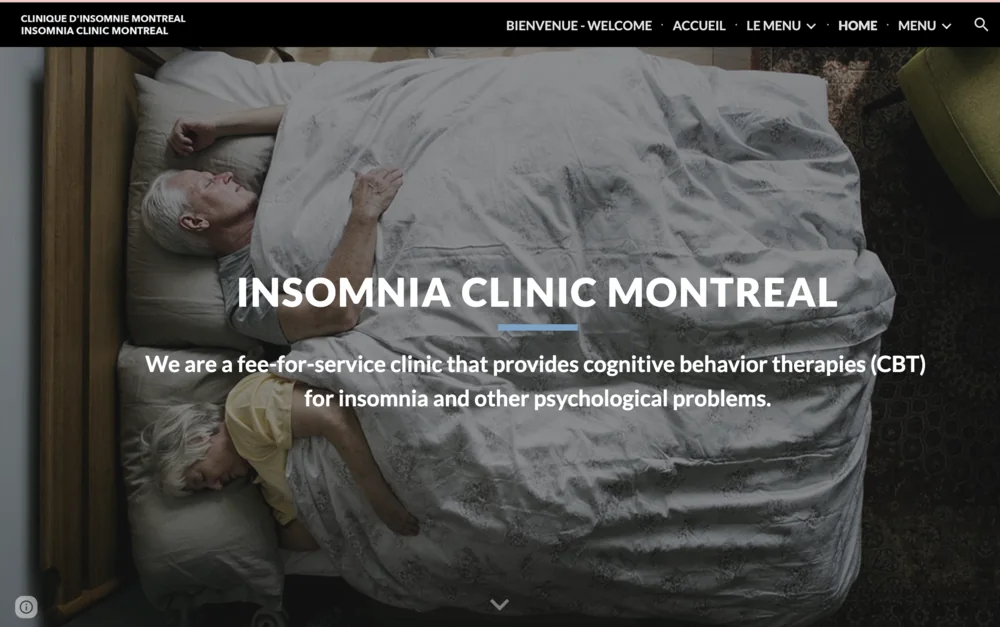 CLINIQUE D'INSOMNIE MONTREAL
INSOMNIA CLINIC MONTREAL
BIENVENUE - WELCOME · ACCUEIL · LE MENU · HOME · MENU
INSOMNIA CLINIC MONTREAL
We are a fee-for-service clinic that provides cognitive behavior therapies (CBT)
for insomnia and other psychological problems.